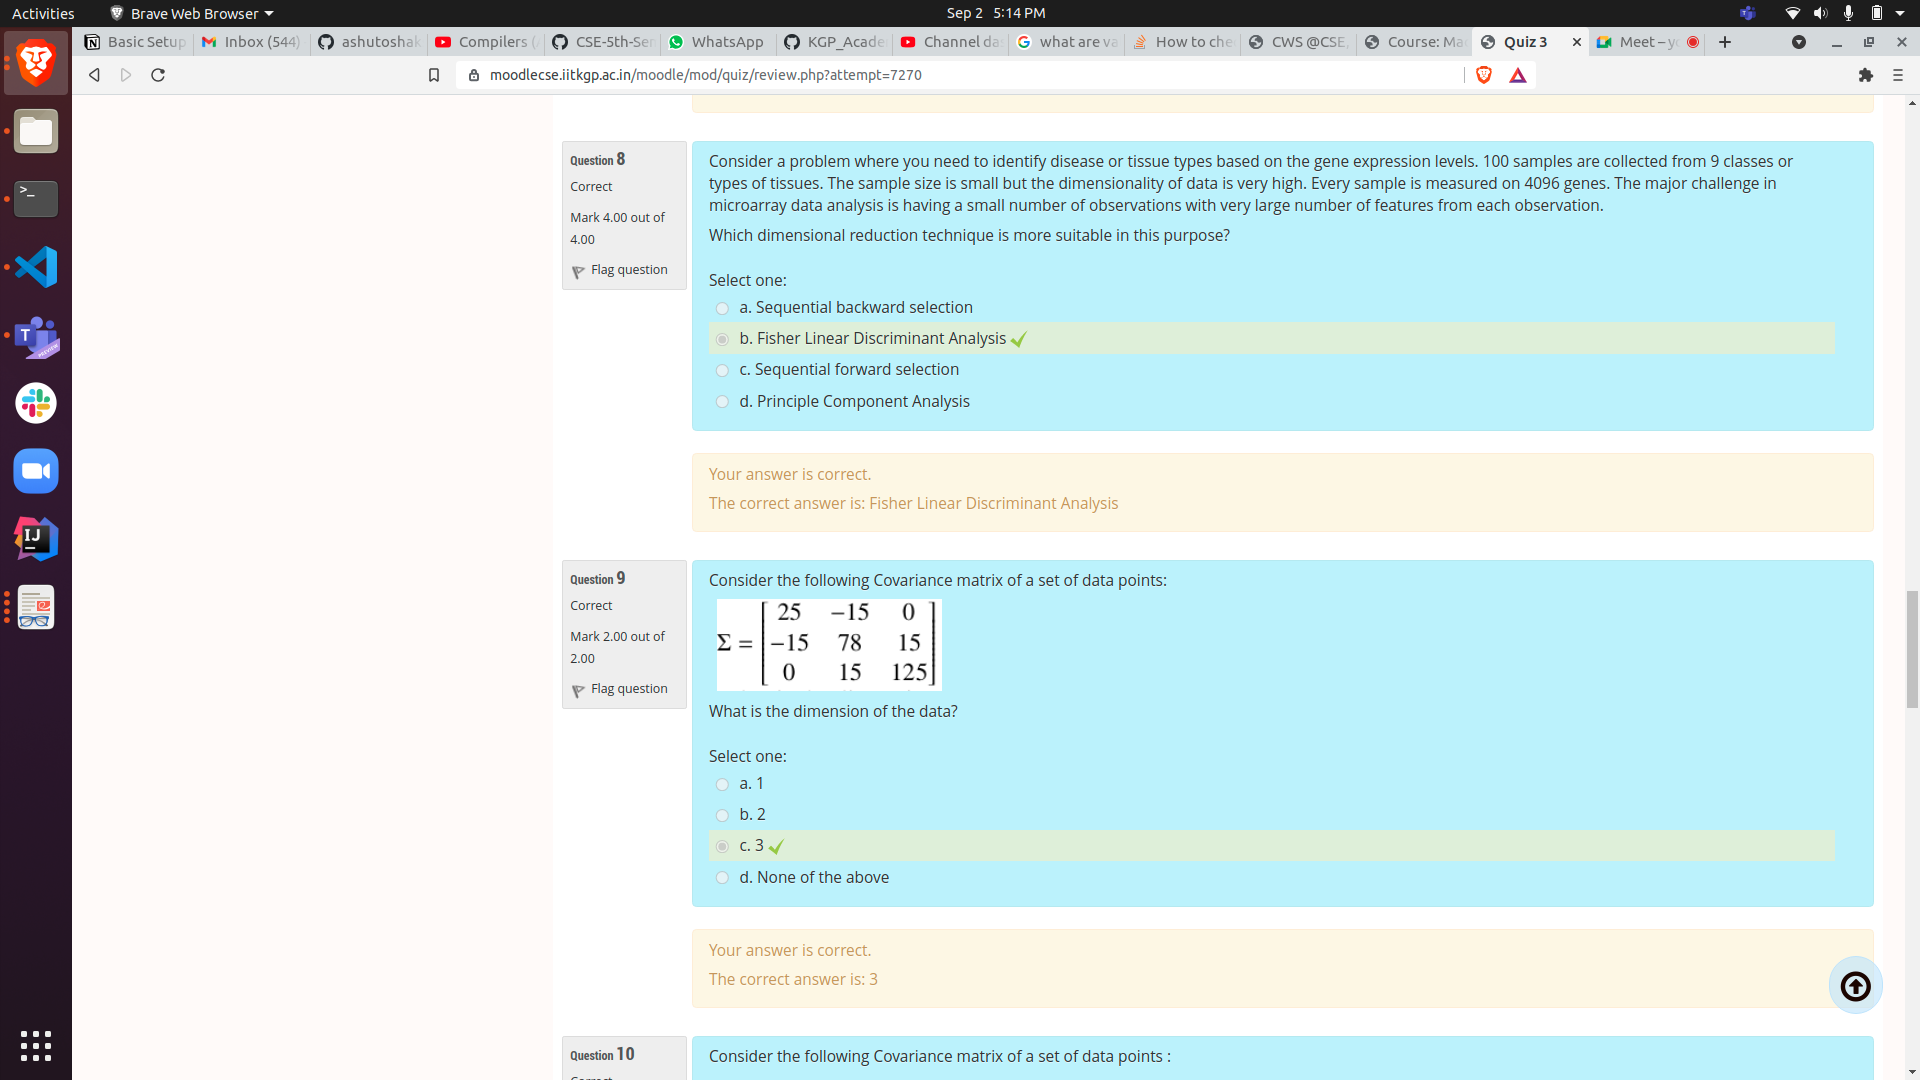 Activities
Brave Web Browser
Sep 2 5:14 PM
Basic Setup
Inbox (544)
ashutoshak
Compilers (
CSE-5th-Sen
WhatsApp
KGP_Acade
Channel da
what are va
How to che
CWS @CSE,
Course: Ma
Quiz 3
Meet – yo
moodlecse.iitkgp.ac.in/moodle/mod/quiz/review.php?attempt=7270
Question 8
Correct
Mark 4.00 out of
4.00
Flag question
Consider a problem where you need to identify disease or tissue types based on the gene expression levels. 100 samples are collected from 9 classes or
types of tissues. The sample size is small but the dimensionality of data is very high. Every sample is measured on 4096 genes. The major challenge in
microarray data analysis is having a small number of observations with very large number of features from each observation.
Which dimensional reduction technique is more suitable in this purpose?
Select one:
a. Sequential backward selection
b. Fisher Linear Discriminant Analysis
c. Sequential forward selection
d. Principle Component Analysis
Your answer is correct.
The correct answer is: Fisher Linear Discriminant Analysis
Question 9
Correct
Mark 2.00 out of
2.00
Flag question
Consider the following Covariance matrix of a set of data points:
25 −15 0
Σ = −15 78 15
0 15 125
What is the dimension of the data?
Select one:
a. 1
b. 2
c. 3
d. None of the above
Your answer is correct.
The correct answer is: 3
Question 10
Consider the following Covariance matrix of a set of data points :